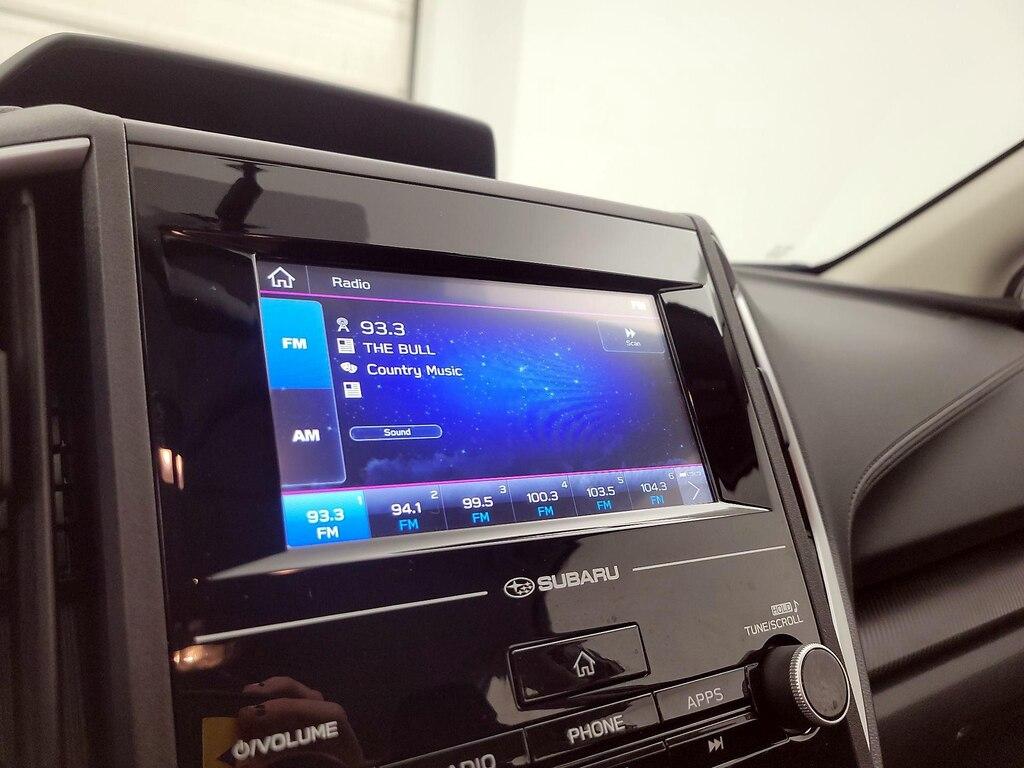 Radio
FM
93.3
THE BULL
Scan
Country Music
AM
Sound
93.3 FM 1
94.1 FM 2
99.5 FM 3
100.3 FM 4
103.5 FM 5
104.3 FM
SUBARU
HOLD
TUNE/SCROLL
VOLUME
PHONE
APPS